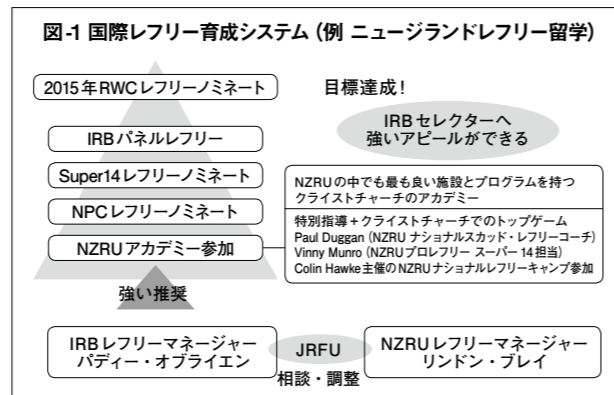 図-1 国際レフリー育成システム（例 ニュージランドレフリー留学）
2015年RWCレフリーノミネート
目標達成！
IRBセレクターへ
強いアピールができる
IRBパネルレフリー
Super14レフリーノミネート
NPCレフリーノミネート
NZRUアカデミー参加
NZRUの中でも最も良い施設とプログラムを持つ
クライストチャーチのアカデミー
特別指導＋クライストチャーチでのトップゲーム
Paul Duggan（NZRU ナショナルスカッド・レフリーコーチ）
Vinny Munro（NZRUプロレフリー スーパー14担当）
Colin Hawke主催のNZRUナショナルレフリーキャンプ参加
強い推奨
IRBレフリーマネージャー
パディー・オブライエン
JRFU
相談・調整
NZRUレフリーマネージャー
リンドン・ブレイ